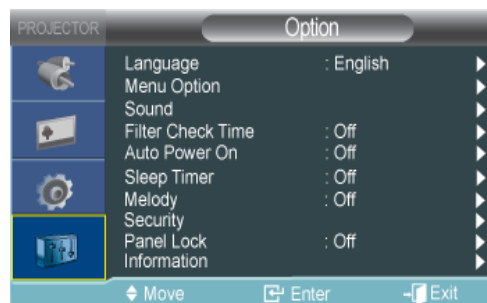 PROJECTOR Option
Language : English
Menu Option
Sound
Filter Check Time : Off
Auto Power On : Off
Sleep Timer : Off
Melody : Off
Security
Panel Lock : Off
Information
Move Enter Exit